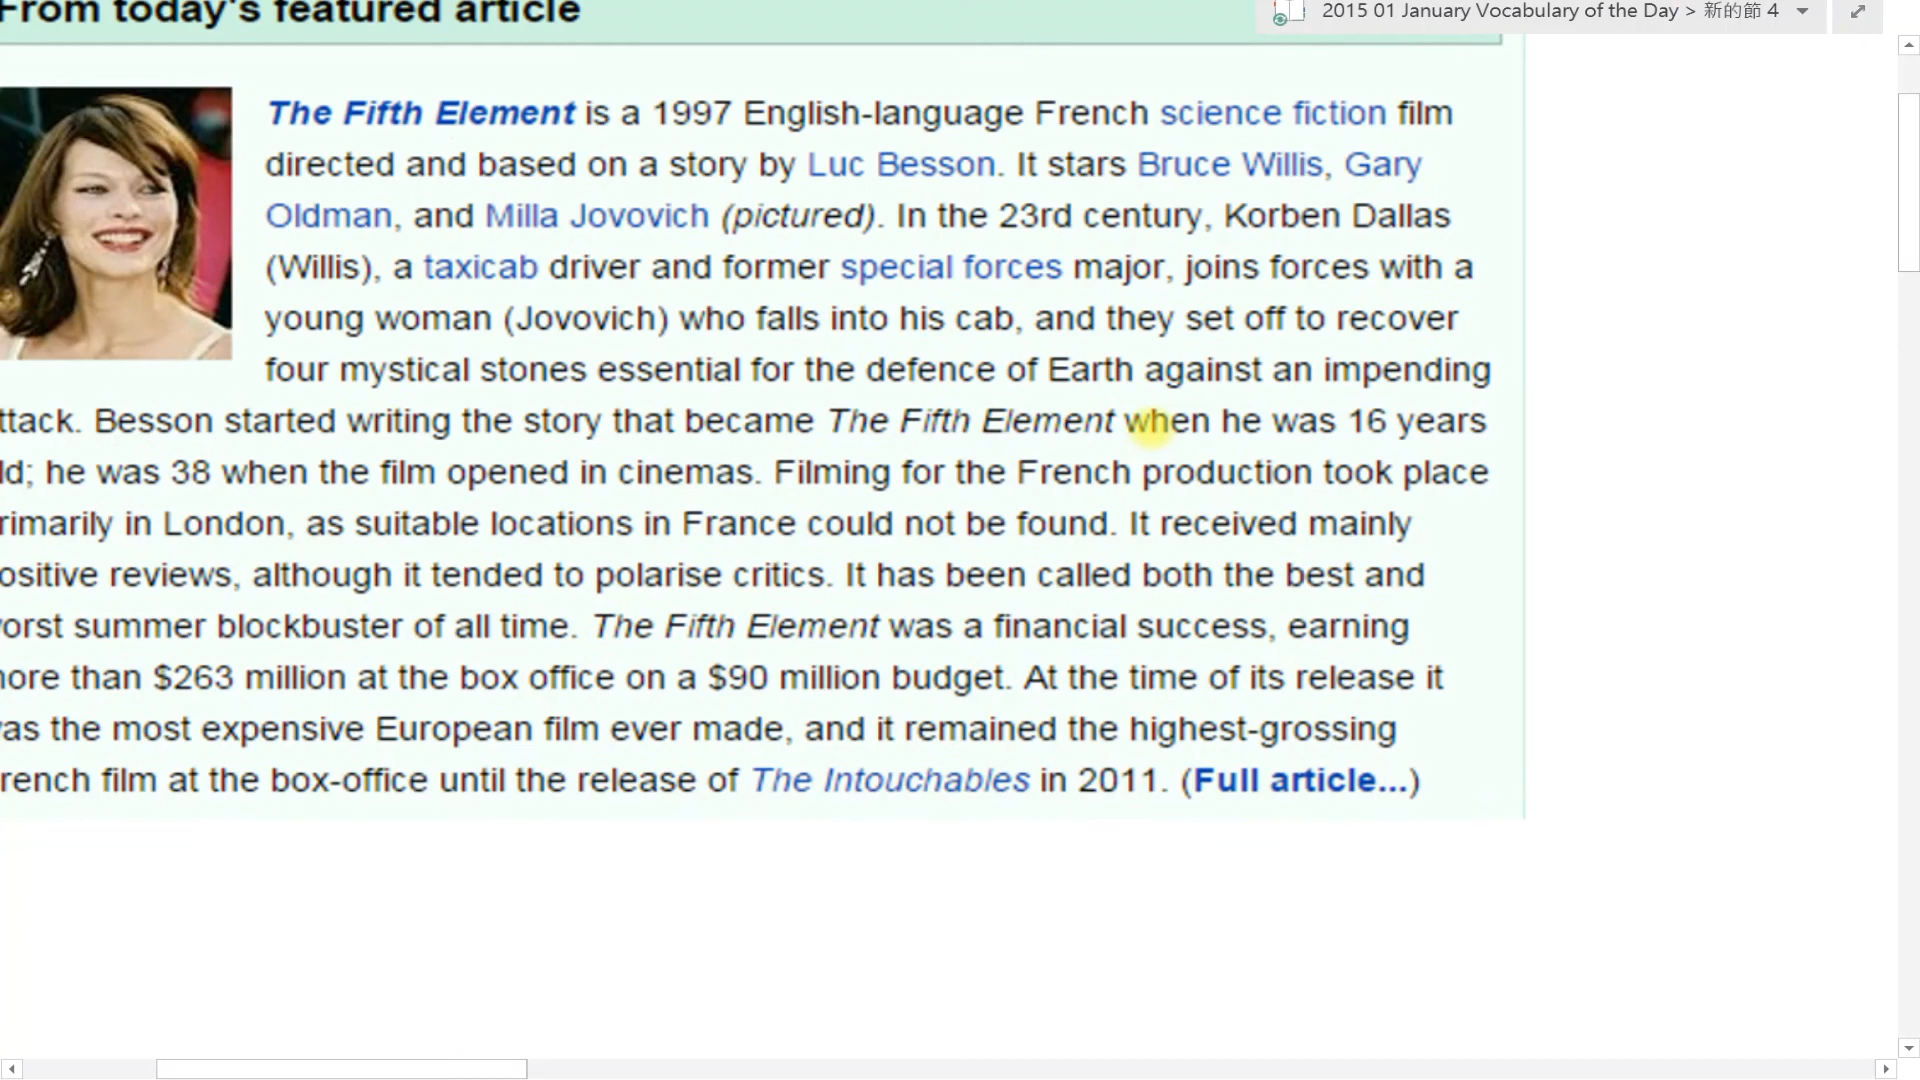 From today's featured article
2015 01 January Vocabulary of the Day > 新的節 4
The Fifth Element is a 1997 English-language French science fiction film
directed and based on a story by Luc Besson. It stars Bruce Willis, Gary
Oldman, and Milla Jovovich (pictured). In the 23rd century, Korben Dallas
(Willis), a taxicab driver and former special forces major, joins forces with a
young woman (Jovovich) who falls into his cab, and they set off to recover
four mystical stones essential for the defence of Earth against an impending
ttack. Besson started writing the story that became The Fifth Element when he was 16 years
ld; he was 38 when the film opened in cinemas. Filming for the French production took place
rimarily in London, as suitable locations in France could not be found. It received mainly
ositive reviews, although it tended to polarise critics. It has been called both the best and
orst summer blockbuster of all time. The Fifth Element was a financial success, earning
ore than $263 million at the box office on a $90 million budget. At the time of its release it
as the most expensive European film ever made, and it remained the highest-grossing
rench film at the box-office until the release of The Intouchables in 2011. (Full article...)